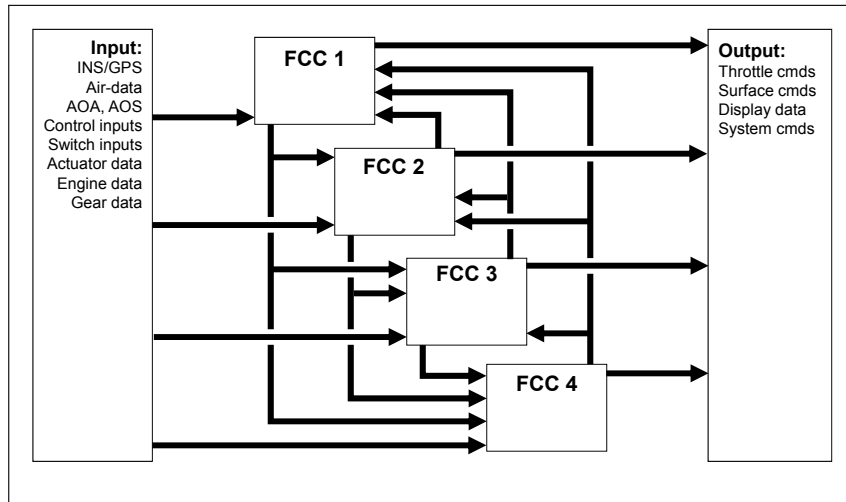 Input:
INS/GPS
Air-data
AOA, AOS
Control inputs
Switch inputs
Actuator data
Engine data
Gear data
FCC 1
FCC 2
FCC 3
FCC 4
Output:
Throttle cmds
Surface cmds
Display data
System cmds